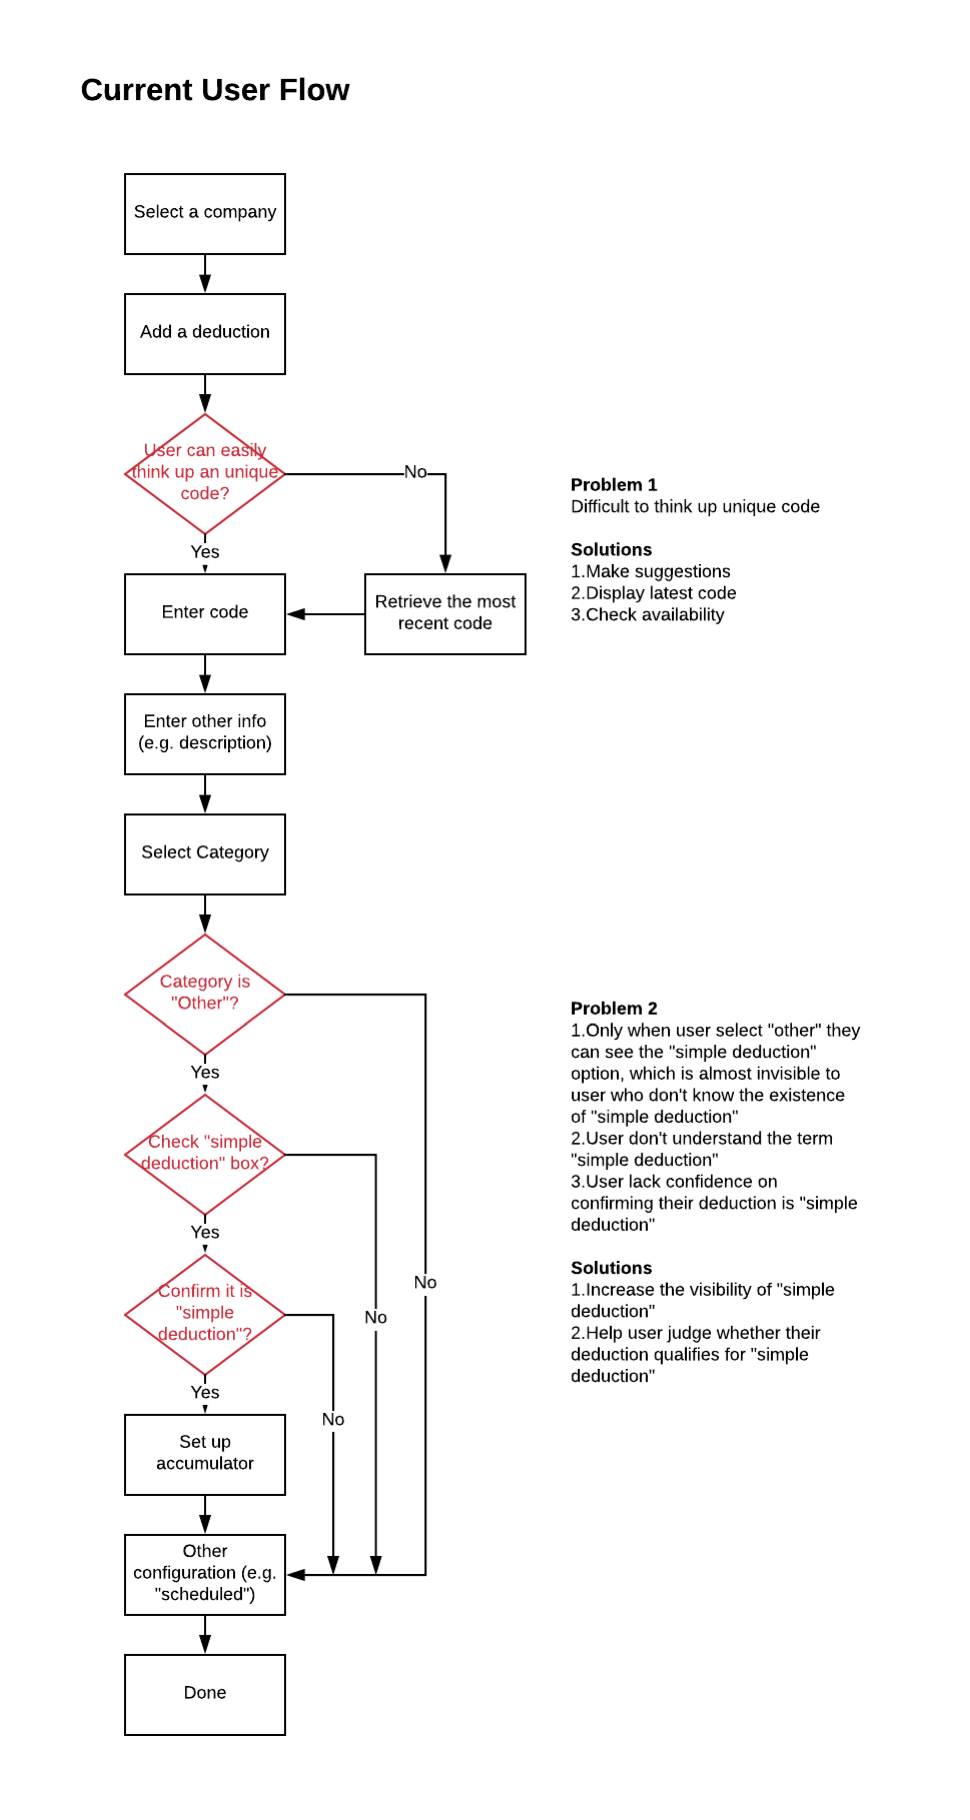 Current User Flow
Select a company
Add a deduction
User can easily
think up an unique
code?
No
Yes
Enter code
Retrieve the most
recent code
Problem 1
Difficult to think up unique code
Solutions
1.Make suggestions
2.Display latest code
3.Check availability
Enter other info
(e.g. description)
Select Category
Category is
"Other"?
Yes
Check "simple
deduction" box?
Yes
Confirm it is
"simple
deduction"?
No
No
No
Yes
Set up
accumulator
Other
configuration (e.g.
"scheduled")
Done
Problem 2
1.Only when user select "other" they
can see the "simple deduction"
option, which is almost invisible to
user who don't know the existence
of "simple deduction"
2.User don't understand the term
"simple deduction"
3.User lack confidence on
confirming their deduction is "simple
deduction"
Solutions
1.Increase the visibility of "simple
deduction"
2.Help user judge whether their
deduction qualifies for "simple
deduction"